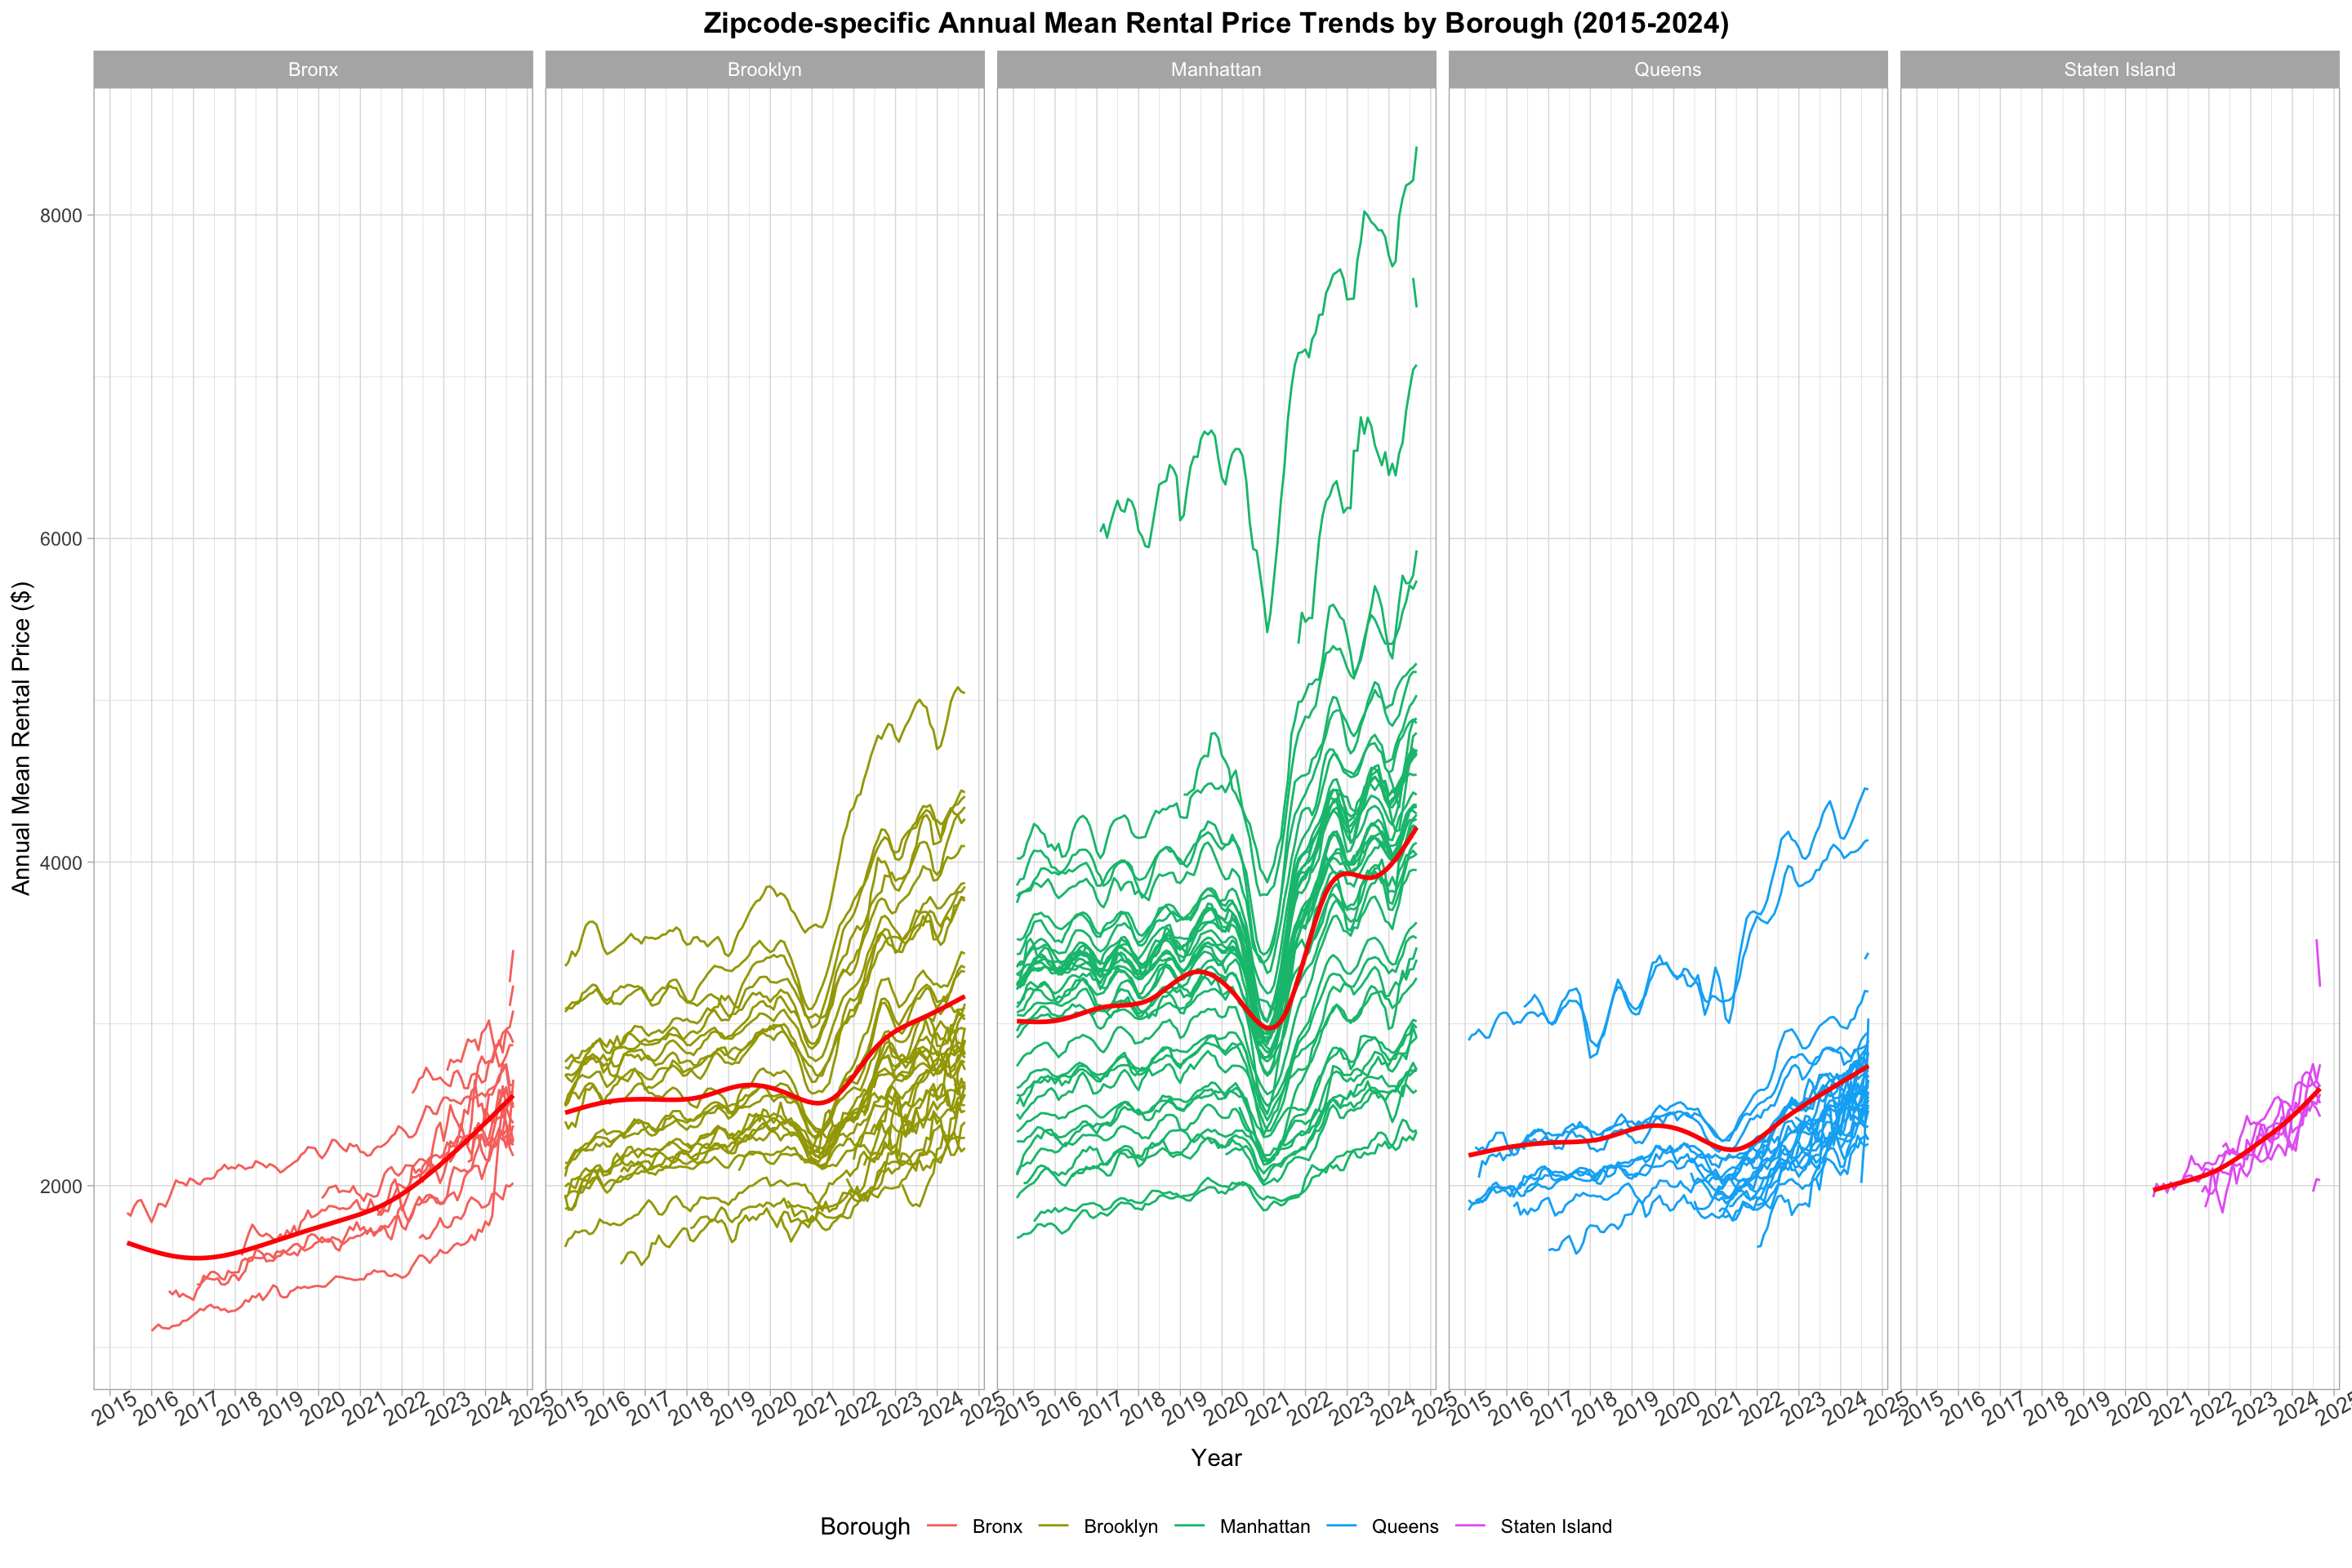 Zipcode-specific Annual Mean Rental Price Trends by Borough (2015-2024)
Bronx Brooklyn Manhattan Queens Staten Island
Annual Mean Rental Price ($)
8000
6000
4000
2000
2015 2016 2017 2018 2019 2020 2021 2022 2023 2024 2025 2015 2016 2017 2018 2019 2020 2021 2022 2023 2024 2025 2015 2016 2017 2018 2019 2020 2021 2022 2023 2024 2025 2015 2016 2017 2018 2019 2020 2021 2022 2023 2024 2025 2015 2016 2017 2018 2019 2020 2021 2022 2023 2024 2025
Year
Borough Bronx Brooklyn Manhattan Queens Staten Island